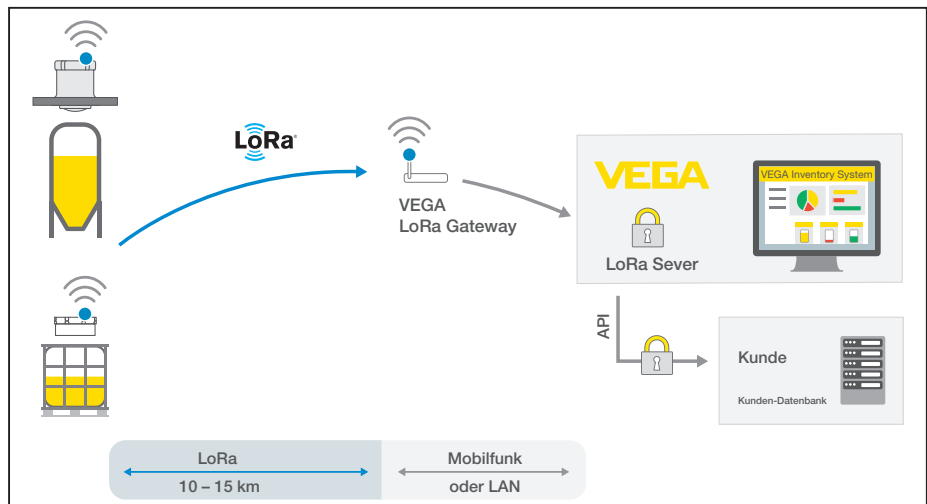 LoRa®
VEGA
LoRa Gateway
VEGA
LoRa Sever
VEGA Inventory System
API
Kunde
Kunden-Datenbank
LoRa
10 – 15 km
Mobilfunk
oder LAN